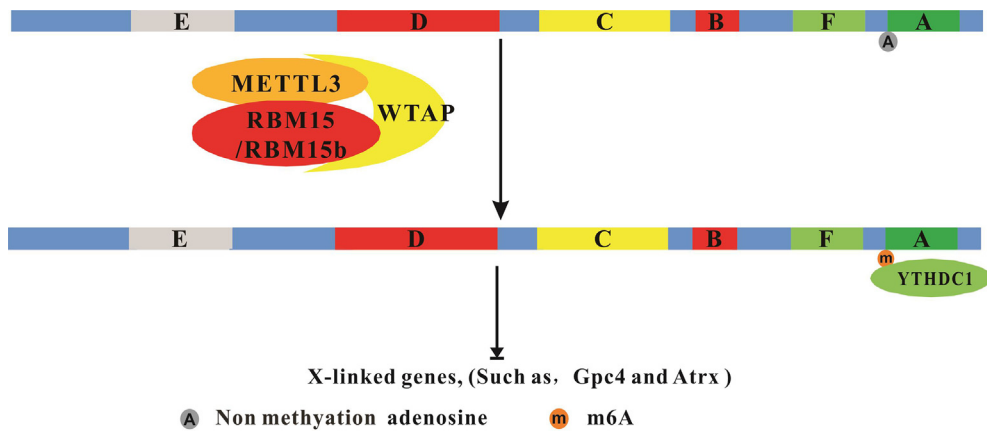 E D C B F A
A
METTL3
WTAP
RBM15
/RBM15b
E D C B F A
m
YTHDC1
X-linked genes, (Such as, Gpc4 and Atrx )
A Non methyation adenosine m m6A